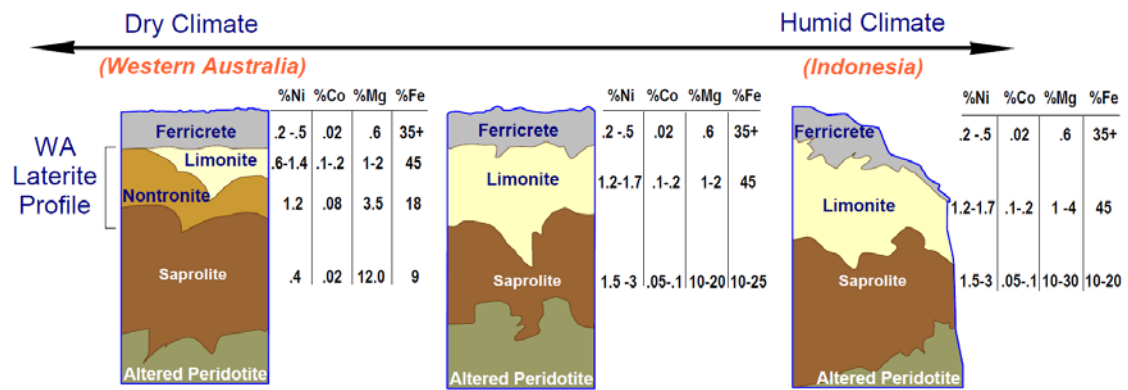 Dry Climate
Humid Climate
(Western Australia)
(Indonesia)
WA
Laterite
Profile
%Ni %Co %Mg %Fe
Ferricrete .2 -.5 .02 .6 35+
Limonite .6-1.4 .1-.2 1-2 45
Nontronite 1.2 .08 3.5 18
Saprolite .4 .02 12.0 9
Altered Peridotite
%Ni %Co %Mg %Fe
Ferricrete .2 -.5 .02 .6 35+
Limonite 1.2-1.7 .1-.2 1-2 45
Saprolite 1.5 -3 .05-.1 10-20 10-25
Altered Peridotite
%Ni %Co %Mg %Fe
Ferricrete .2 -.5 .02 .6 35+
Limonite 1.2-1.7 .1-.2 1 -4 45
Saprolite 1.5-3 .05-.1 10-30 10-20
Altered Peridotite